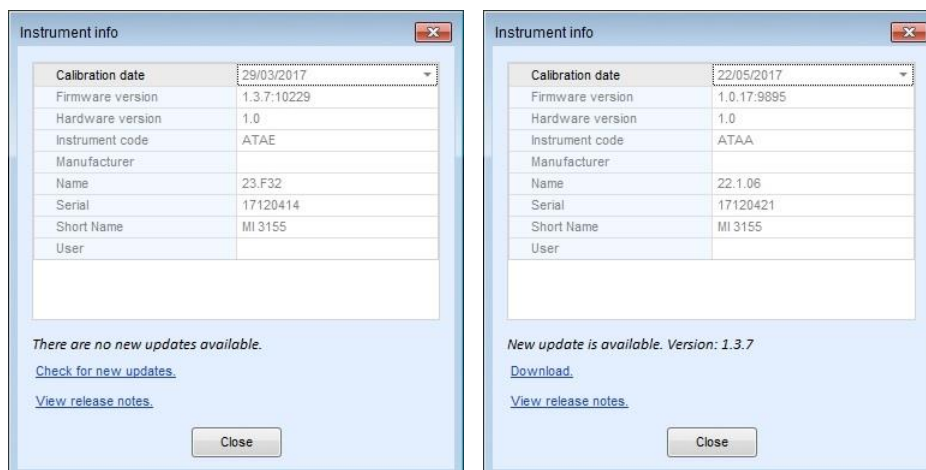 Instrument info
Calibration date 29/03/2017
Firmware version 1.3.7:10229
Hardware version 1.0
Instrument code ATAE
Manufacturer
Name 23.F32
Serial 17120414
Short Name MI 3155
User
There are no new updates available.
Check for new updates.
View release notes.
Close
Instrument info
Calibration date 22/05/2017
Firmware version 1.0.17:9895
Hardware version 1.0
Instrument code ATAA
Manufacturer
Name 22.1.06
Serial 17120421
Short Name MI 3155
User
New update is available. Version: 1.3.7
Download.
View release notes.
Close